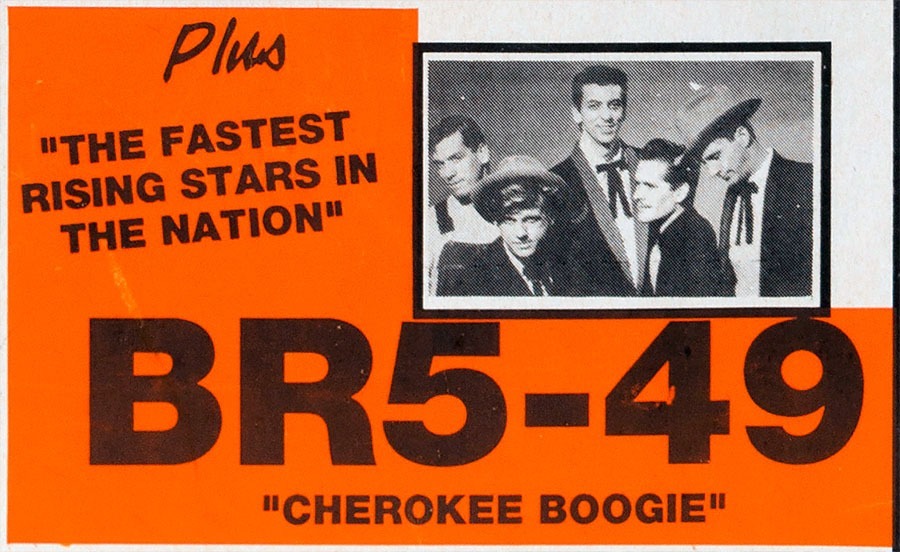 Plus
"THE FASTEST
RISING STARS IN
THE NATION"
BR5-49
"CHEROKEE BOOGIE"